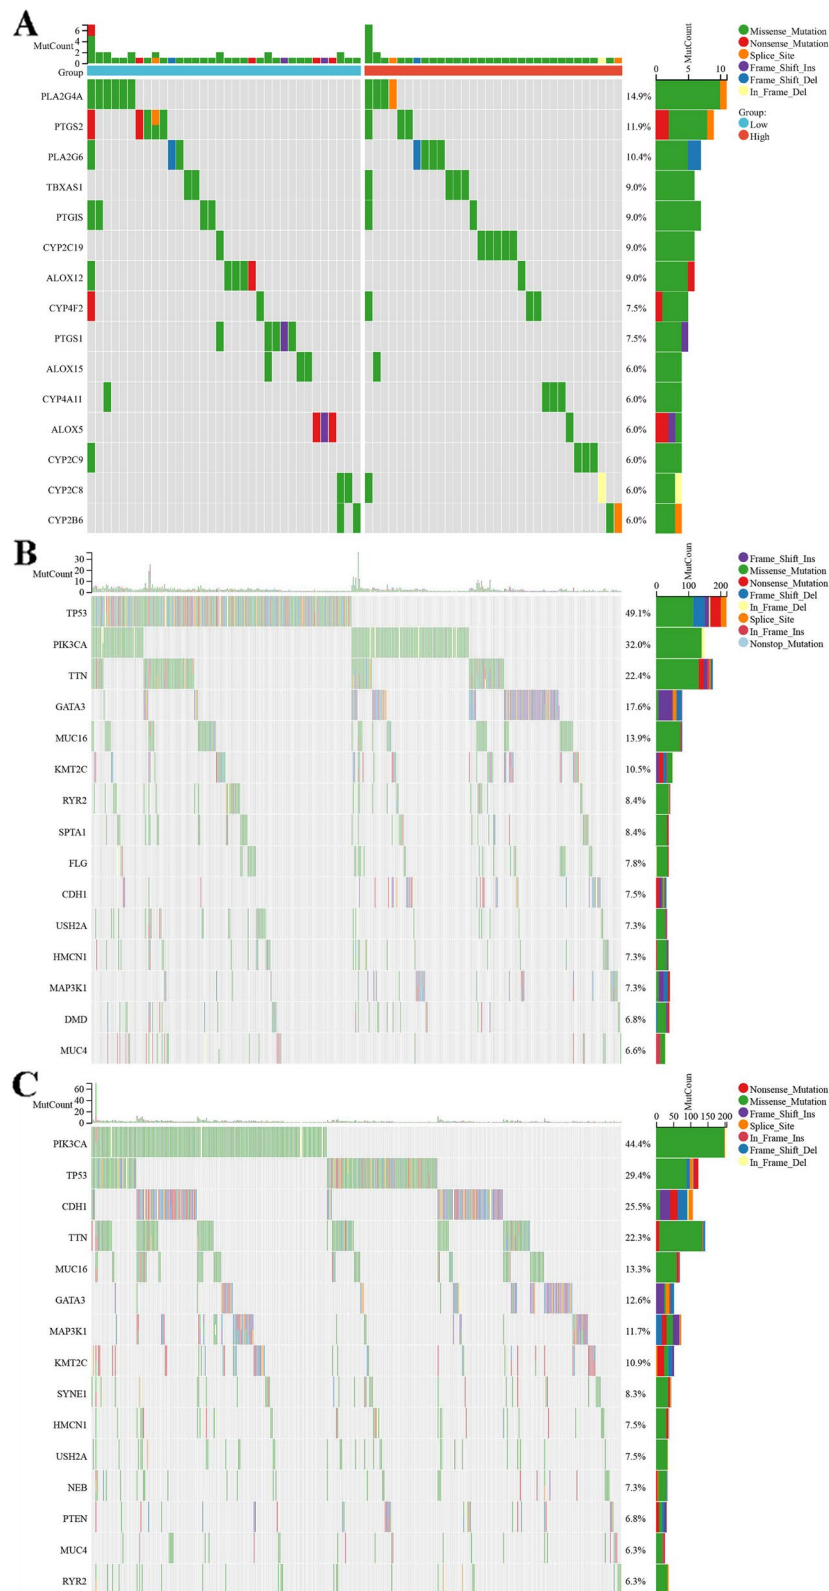 A
6
4
2
0
MutCount
Group
MutCount
0 5 10
Missense_Mutation
Nonsense_Mutation
Splice_Site
Frame_Shift_Ins
Frame_Shift_Del
In_Frame_Del
Group:
Low
High
PLA2G4A 14.9%
PTGS2 11.9%
PLA2G6 10.4%
TBXAS1 9.0%
PTGIS 9.0%
CYP2C19 9.0%
ALOX12 9.0%
CYP4F2 7.5%
PTGS1 7.5%
ALOX15 6.0%
CYP4A11 6.0%
ALOX5 6.0%
CYP2C9 6.0%
CYP2C8 6.0%
CYP2B6 6.0%
B
30
20
10
0
MutCount
MutCoun
0 100 200
Frame_Shift_Ins
Missense_Mutation
Nonsense_Mutation
Frame_Shift_Del
In_Frame_Del
Splice_Site
In_Frame_Ins
Nonstop_Mutation
TP53 49.1%
PIK3CA 32.0%
TTN 22.4%
GATA3 17.6%
MUC16 13.9%
KMT2C 10.5%
RYR2 8.4%
SPTA1 8.4%
FLG 7.8%
CDH1 7.5%
USH2A 7.3%
HMCN1 7.3%
MAP3K1 7.3%
DMD 6.8%
MUC4 6.6%
C
60
40
20
0
MutCount
MutCoun
0 50 100 150 200
Nonsense_Mutation
Missense_Mutation
Frame_Shift_Ins
Splice_Site
In_Frame_Ins
Frame_Shift_Del
In_Frame_Del
PIK3CA 44.4%
TP53 29.4%
CDH1 25.5%
TTN 22.3%
MUC16 13.3%
GATA3 12.6%
MAP3K1 11.7%
KMT2C 10.9%
SYNE1 8.3%
HMCN1 7.5%
USH2A 7.5%
NEB 7.3%
PTEN 6.8%
MUC4 6.3%
RYR2 6.3%